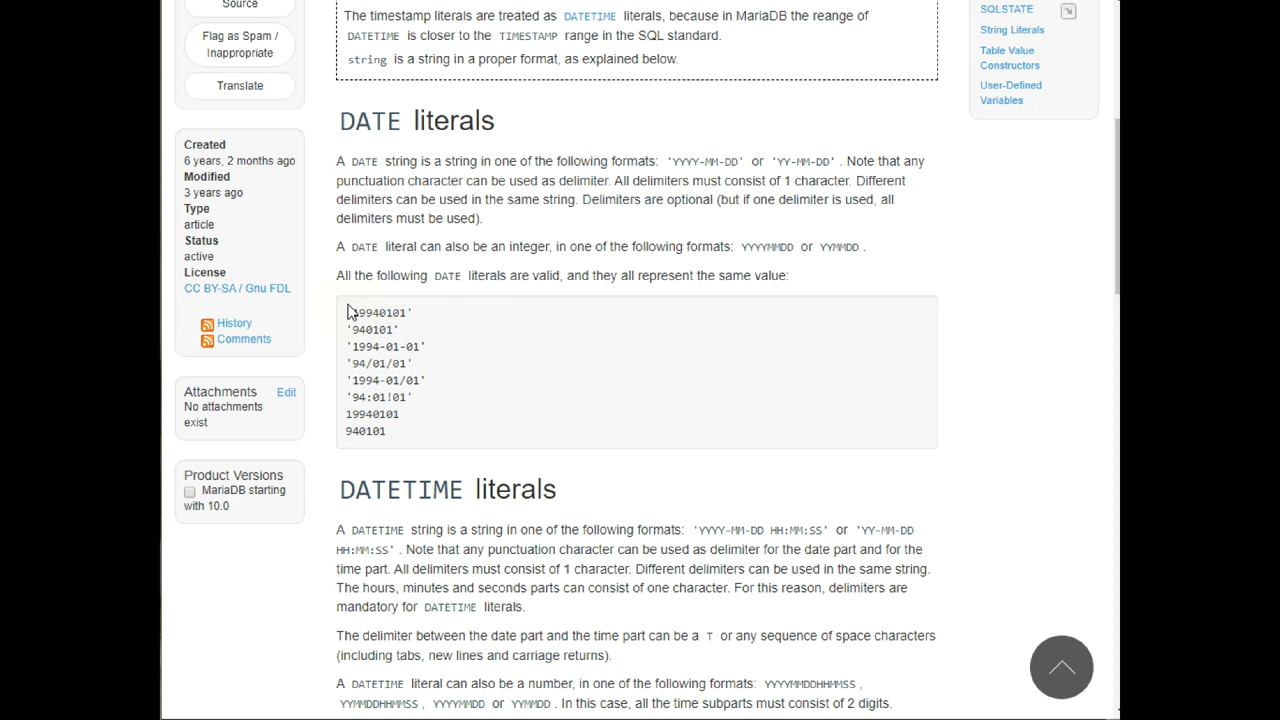 Source
Flag as Spam /
Inappropriate
Translate
Created
6 years, 2 months ago
Modified
3 years ago
Type
article
Status
active
License
CC BY-SA / Gnu FDL
History
Comments
Attachments Edit
No attachments
exist
Product Versions
MariaDB starting
with 10.0
The timestamp literals are treated as DATETIME literals, because in MariaDB the reange of
DATETIME is closer to the TIMESTAMP range in the SQL standard.
string is a string in a proper format, as explained below.
DATE literals
A DATE string is a string in one of the following formats: 'YYYY-MM-DD' or 'YY-MM-DD' . Note that any
punctuation character can be used as delimiter. All delimiters must consist of 1 character. Different
delimiters can be used in the same string. Delimiters are optional (but if one delimiter is used, all
delimiters must be used).
A DATE literal can also be an integer, in one of the following formats: YYYYMMDD or YYMMDD .
All the following DATE literals are valid, and they all represent the same value:
'19940101'
'940101'
'1994-01-01'
'94/01/01'
'1994-01/01'
'94:01!01'
19940101
940101
DATETIME literals
A DATETIME string is a string in one of the following formats: 'YYYY-MM-DD HH:MM:SS' or 'YY-MM-DD
HH:MM:SS' . Note that any punctuation character can be used as delimiter for the date part and for the
time part. All delimiters must consist of 1 character. Different delimiters can be used in the same string.
The hours, minutes and seconds parts can consist of one character. For this reason, delimiters are
mandatory for DATETIME literals.
The delimiter between the date part and the time part can be a T or any sequence of space characters
(including tabs, new lines and carriage returns).
A DATETIME literal can also be a number, in one of the following formats: YYYYMMDDHHMMSS ,
YYMMDDHHMMSS , YYYYMMDD or YYMMDD . In this case, all the time subparts must consist of 2 digits.
SQLSTATE
String Literals
Table Value
Constructors
User-Defined
Variables